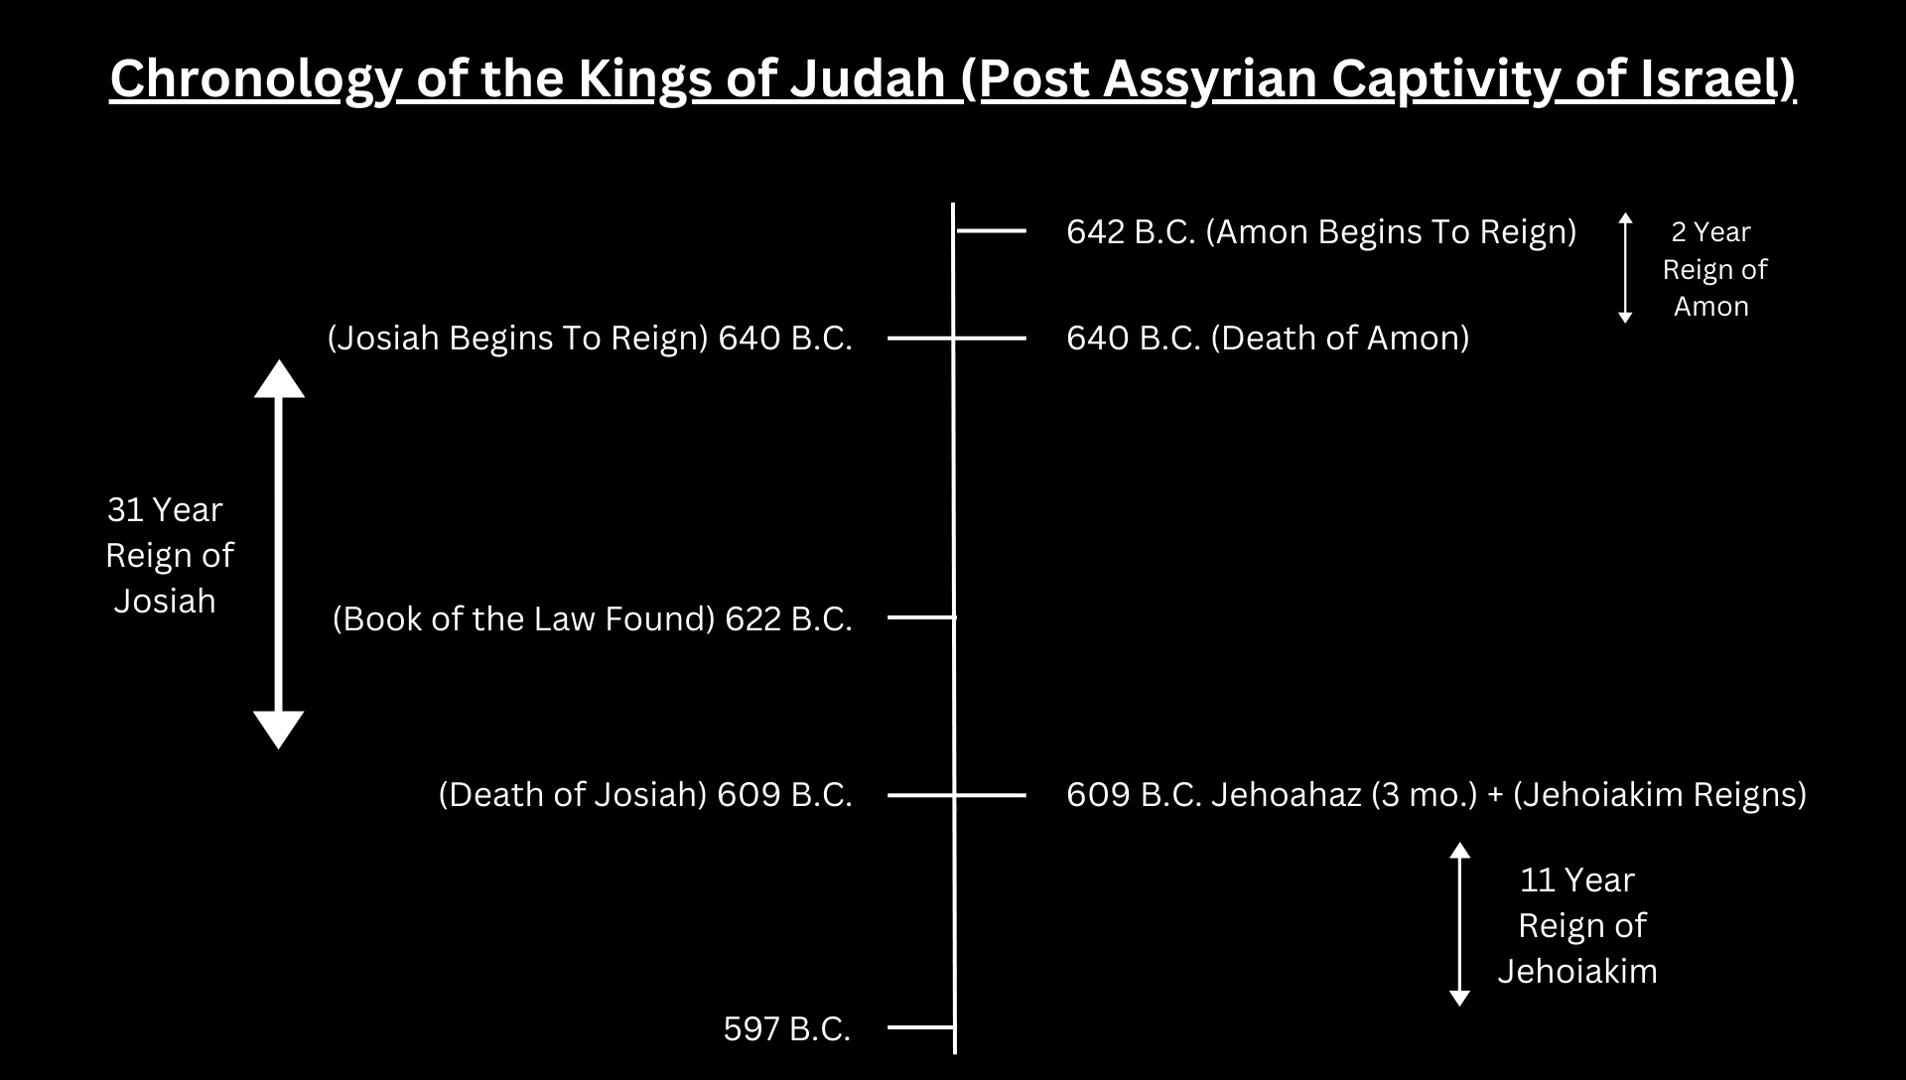 Chronology of the Kings of Judah (Post Assyrian Captivity of Israel)
642 B.C. (Amon Begins To Reign)
2 Year
Reign of
Amon
(Josiah Begins To Reign) 640 B.C.
640 B.C. (Death of Amon)
31 Year
Reign of
Josiah
(Book of the Law Found) 622 B.C.
(Death of Josiah) 609 B.C.
609 B.C. Jehoahaz (3 mo.) + (Jehoiakim Reigns)
11 Year
Reign of
Jehoiakim
597 B.C.